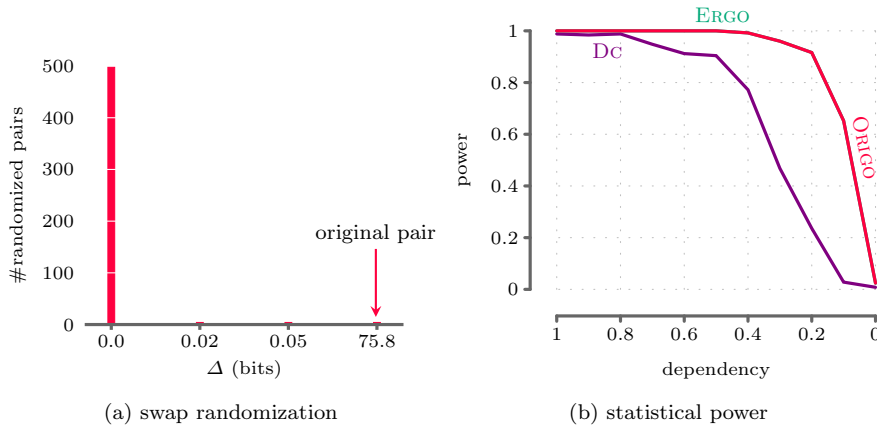 500
400
300
200
100
0
#randomized pairs
original pair
0.0 0.02 0.05 75.8
Δ (bits)
(a) swap randomization
ERGO
DC
ORIGO
1
0.8
0.6
0.4
0.2
0
power
1 0.8 0.6 0.4 0.2 0
dependency
(b) statistical power